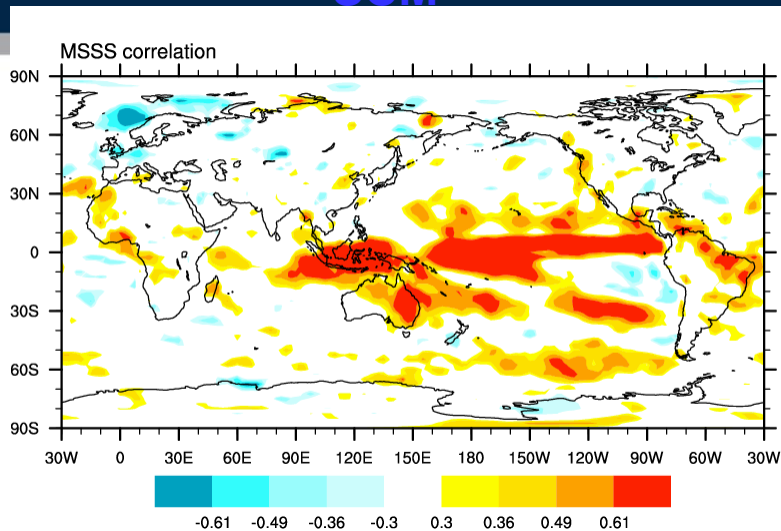 MSSS correlation
90N
60N
30N
0
30S
60S
90S
30W 0 30E 60E 90E 120E 150E 180 150W 120W 90W 60W 30W
-0.61 -0.49 -0.36 -0.3 0.3 0.36 0.49 0.61